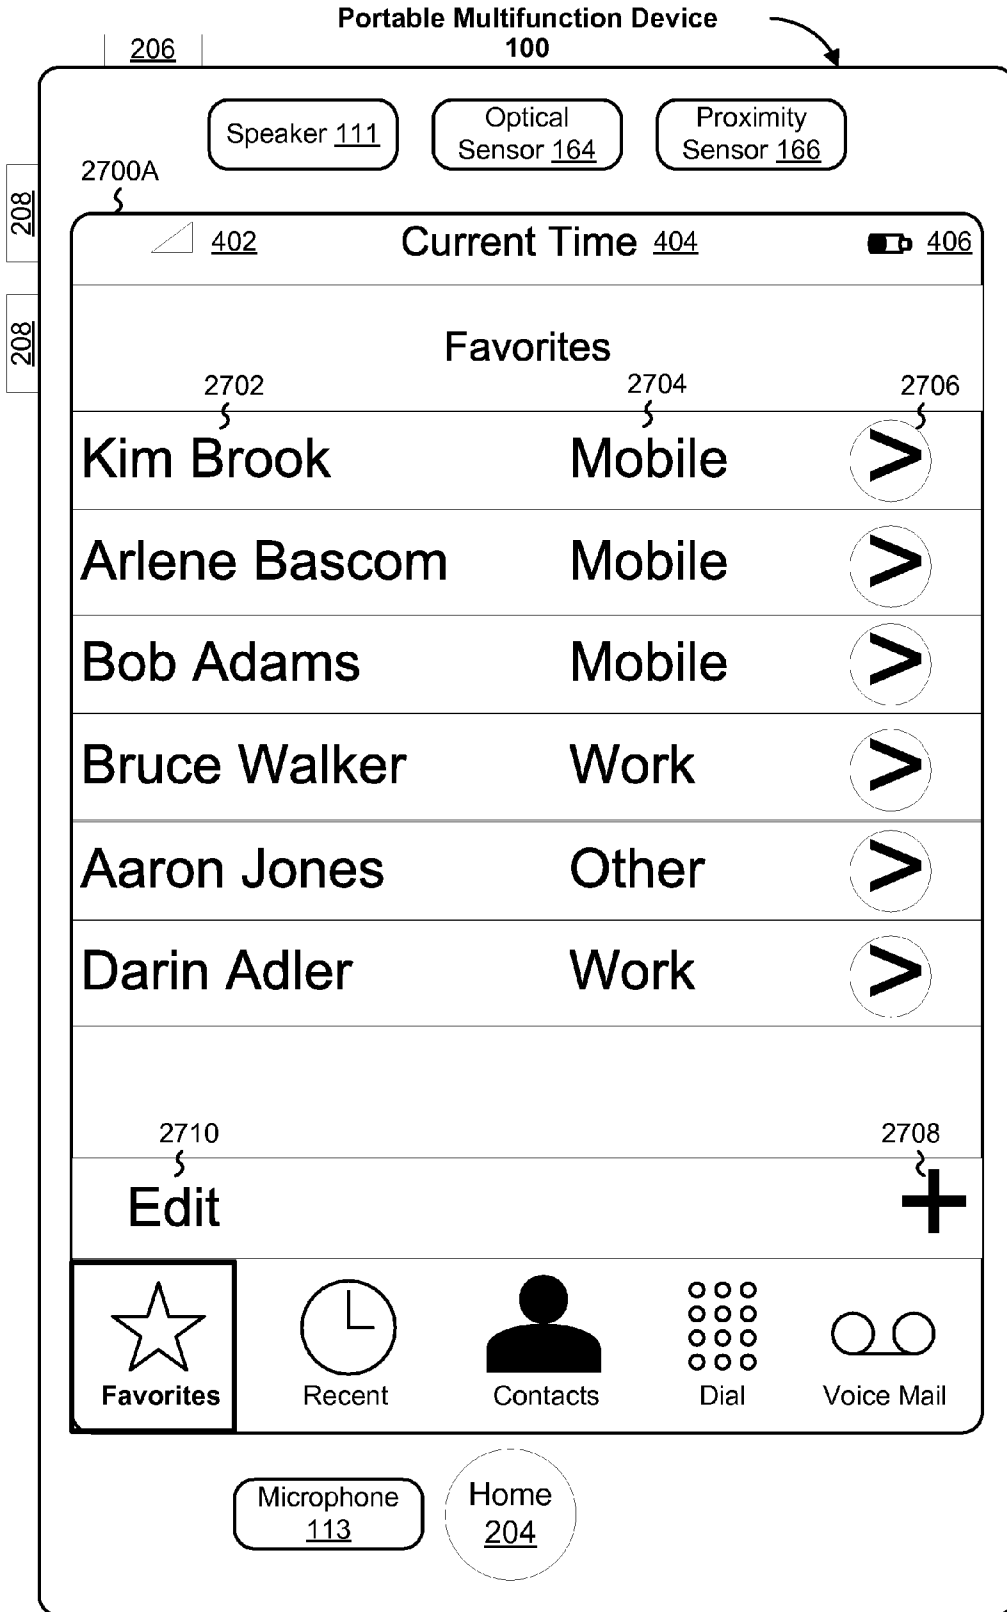 Portable Multifunction Device
100
206
Speaker 111
Optical
Sensor 164
Proximity
Sensor 166
2700A
208
208
402
Current Time 404
406
Favorites
2702
2704
2706
Kim Brook Mobile >
Arlene Bascom Mobile >
Bob Adams Mobile >
Bruce Walker Work >
Aaron Jones Other >
Darin Adler Work >
2710
2708
Edit +
Favorites
Recent
Contacts
Dial
Voice Mail
Microphone
113
Home
204